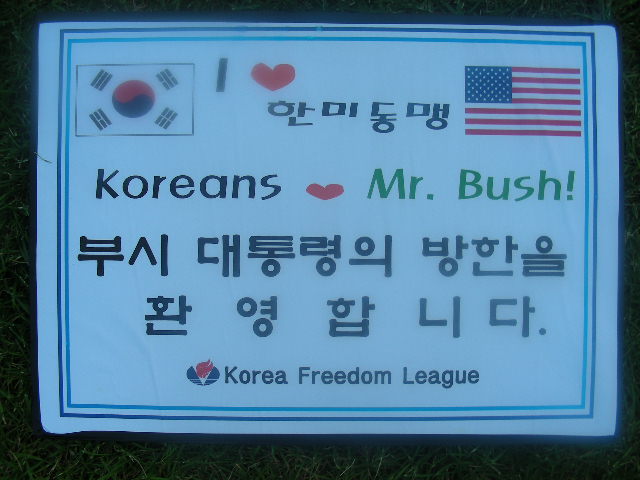 I ❤
한미동맹
Koreans ❤ Mr. Bush!
부시 대통령의 방한을
환영합니다.
Korea Freedom League